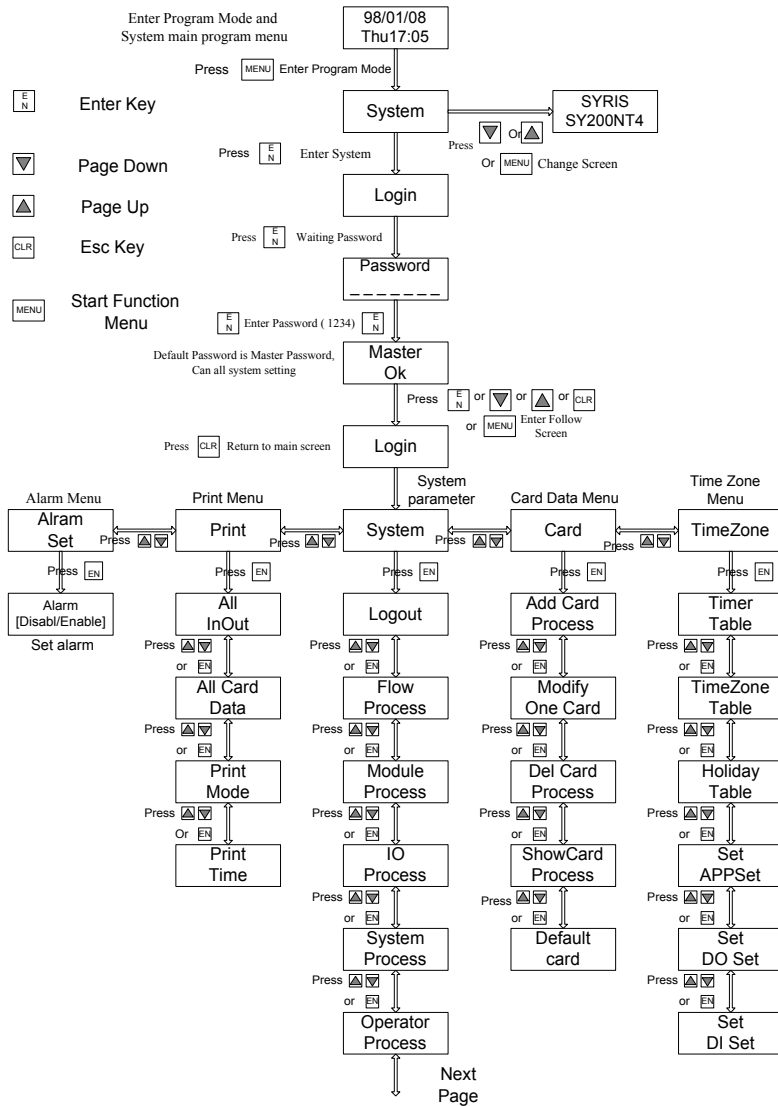 Enter Program Mode and
System main program menu
98/01/08
Thu17:05
Press MENU Enter Program Mode
E
N
Enter Key
System
SYRIS
SY200NT4
Press Or
Or MENU Change Screen
Press E
N Enter System
Page Down
Login
Page Up
Press E
N Waiting Password
CLR Esc Key
Password
_ _ _ _ _ _ _
MENU Start Function
Menu
E
N Enter Password ( 1234) E
N
Default Password is Master Password,
Can all system setting
Master
Ok
Press E
N or or or CLR
or MENU Enter Follow
Screen
Press CLR Return to main screen
Login
System
parameter
Alarm Menu
Print Menu
Card Data Menu
Time Zone
Menu
Alram
Set
Press
Print
Press
System
Press
Card
Press
TimeZone
Press EN
Press EN
Press EN
Press EN
Press EN
Alarm
[Disabl/Enable]
Set alarm
All
InOut
Press
or EN
All Card
Data
Press
or EN
Print
Mode
Press
Or EN
Print
Time
Logout
Press
or EN
Flow
Process
Press
or EN
Module
Process
Press
or EN
IO
Process
Press
or EN
System
Process
Press
or EN
Operator
Process
Next
Page
Add Card
Process
Press
or EN
Modify
One Card
Press
or EN
Del Card
Process
Press
or EN
ShowCard
Process
Press
or EN
Default
card
Timer
Table
Press
or EN
TimeZone
Table
Press
or EN
Holiday
Table
Press
or EN
Set
APPSet
Press
or EN
Set
DO Set
Press
or EN
Set
DI Set